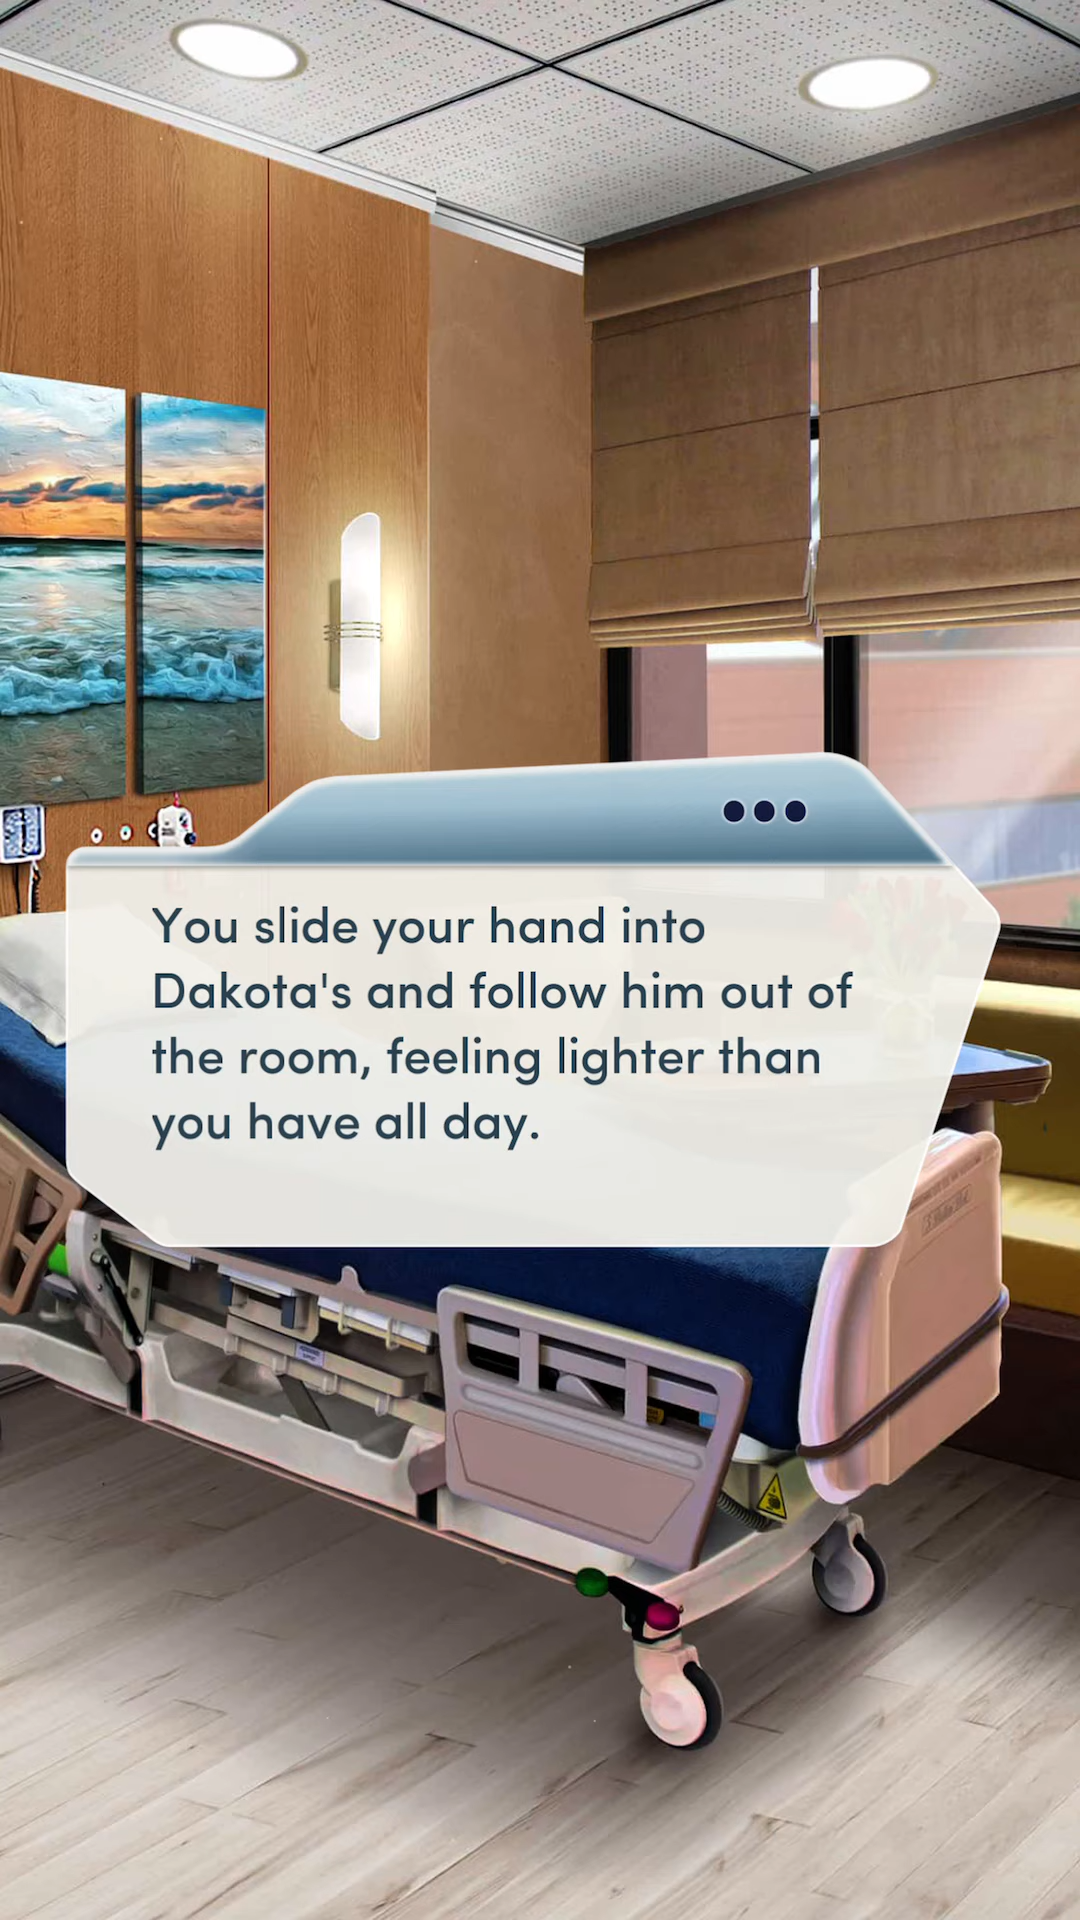 You slide your hand into
Dakota's and follow him out of
the room, feeling lighter than
you have all day.